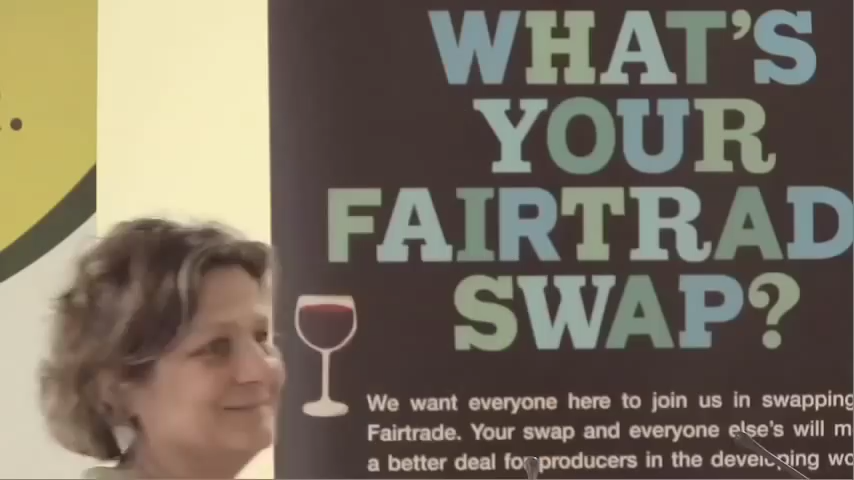 WHAT'S
YOUR
FAIRTRAD
SWAP?
We want everyone here to join us in swapping
Fairtrade. Your swap and everyone else's will m
a better deal for producers in the developing wo